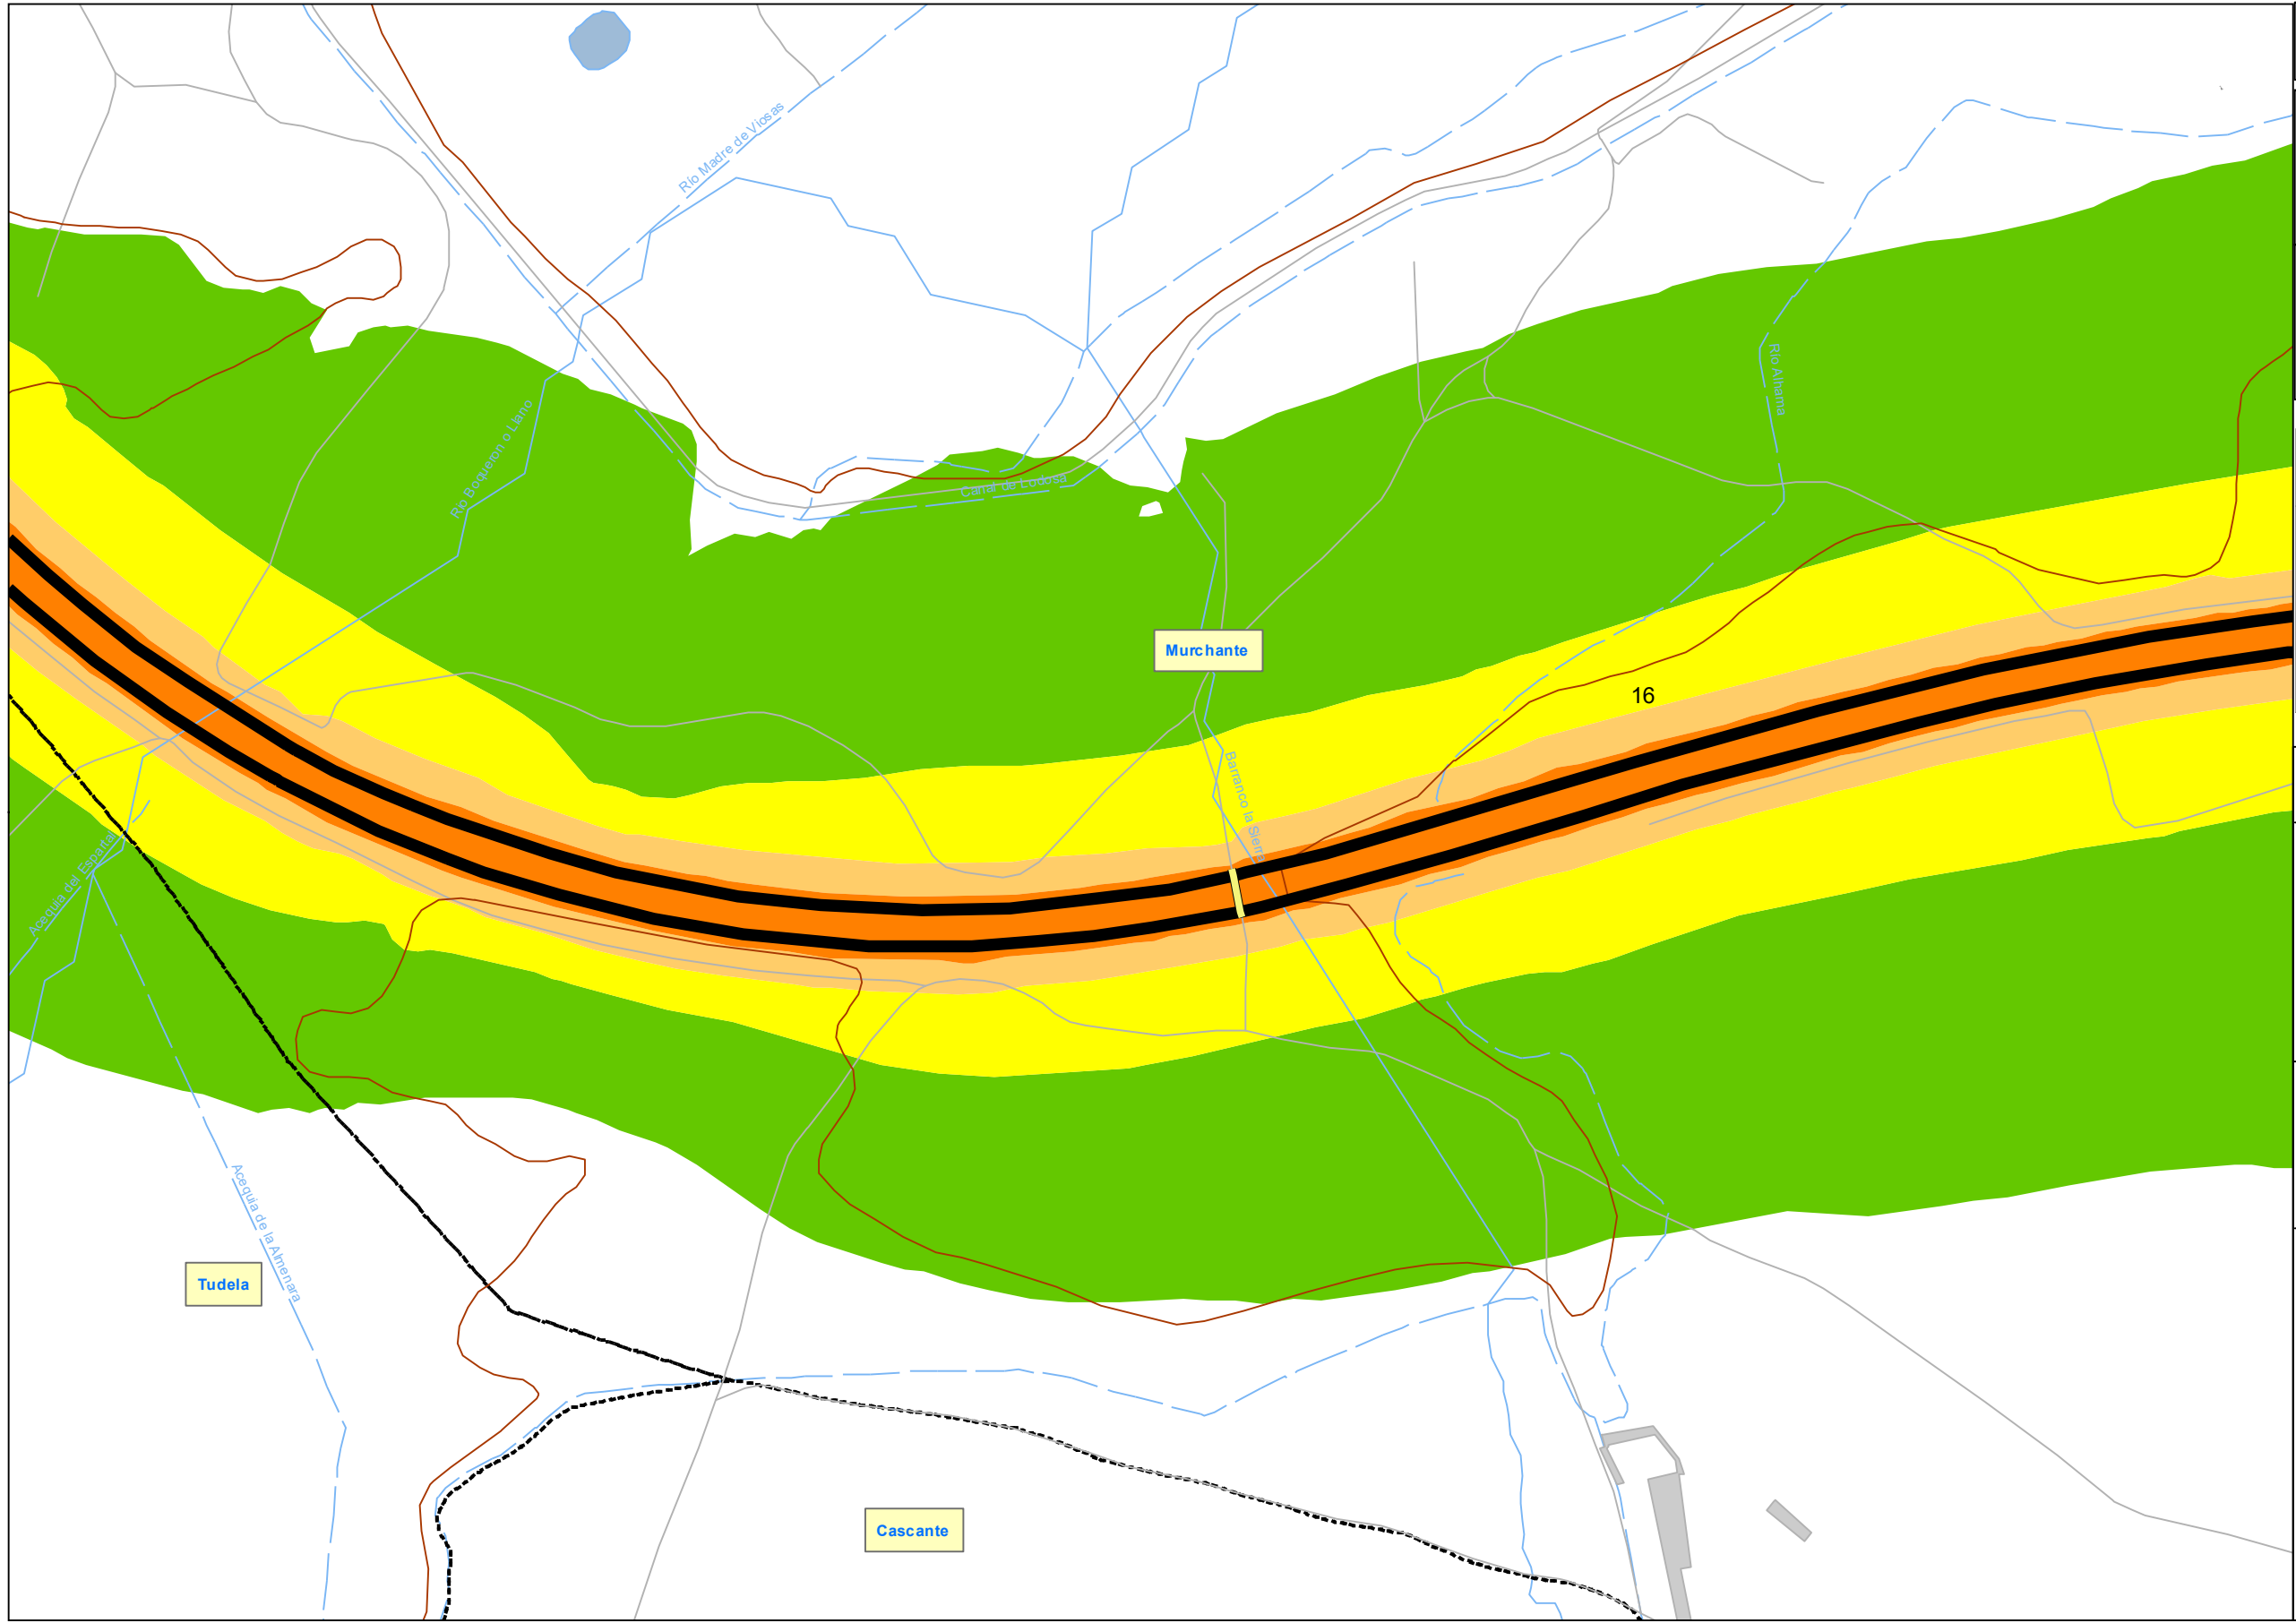 Río Madre de Viosas
Río Alhama
Río Boqueron o Llano
Canal de Lodosa
Murchante
16
Barranco la Sierra
Acequia del Espartal
Acequia de la Almenara
Tudela
Cascante